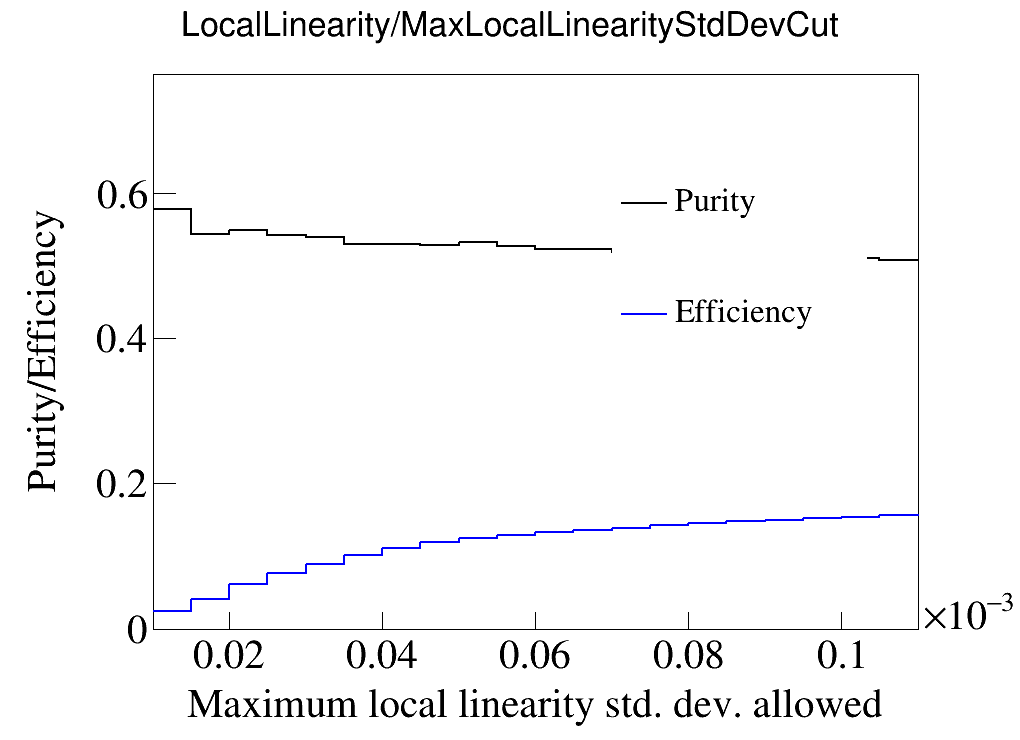 LocalLinearity/MaxLocalLinearityStdDevCut
Purity/Efficiency
0.6
0.4
0.2
0
Purity
Efficiency
0.02 0.04 0.06 0.08 0.1
×10⁻³
Maximum local linearity std. dev. allowed